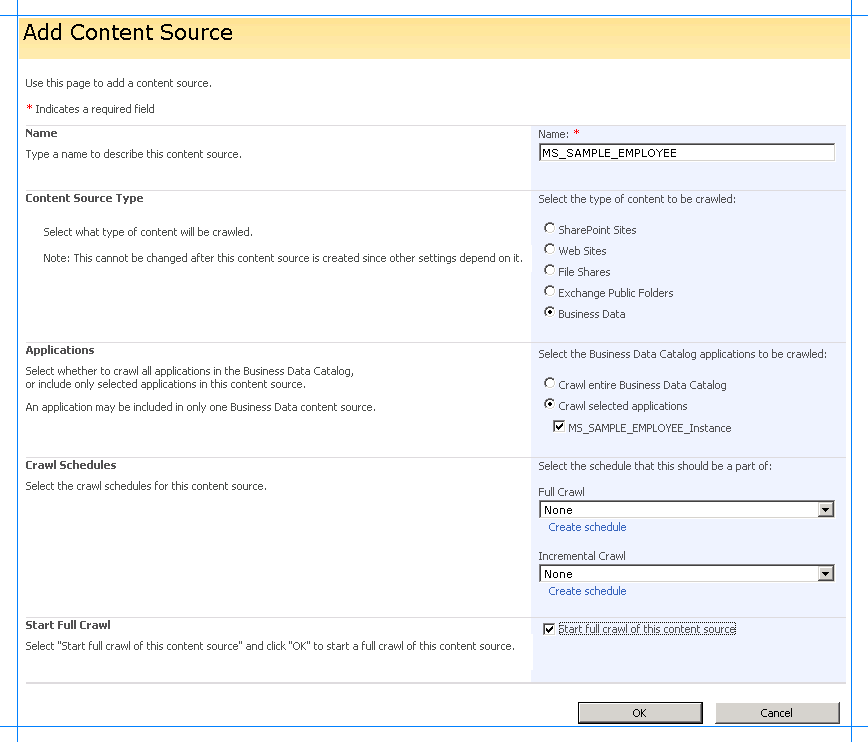 Add Content Source
Use this page to add a content source.
* Indicates a required field
Name
Type a name to describe this content source.
Name: *
MS_SAMPLE_EMPLOYEE
Content Source Type
Select what type of content will be crawled.
Note: This cannot be changed after this content source is created since other settings depend on it.
Select the type of content to be crawled:
SharePoint Sites
Web Sites
File Shares
Exchange Public Folders
Business Data
Applications
Select whether to crawl all applications in the Business Data Catalog,
or include only selected applications in this content source.
An application may be included in only one Business Data content source.
Select the Business Data Catalog applications to be crawled:
Crawl entire Business Data Catalog
Crawl selected applications
MS_SAMPLE_EMPLOYEE_Instance
Crawl Schedules
Select the crawl schedules for this content source.
Select the schedule that this should be a part of:
Full Crawl
None
Create schedule
Incremental Crawl
None
Create schedule
Start Full Crawl
Select "Start full crawl of this content source" and click "OK" to start a full crawl of this content source.
Start full crawl of this content source
OK
Cancel